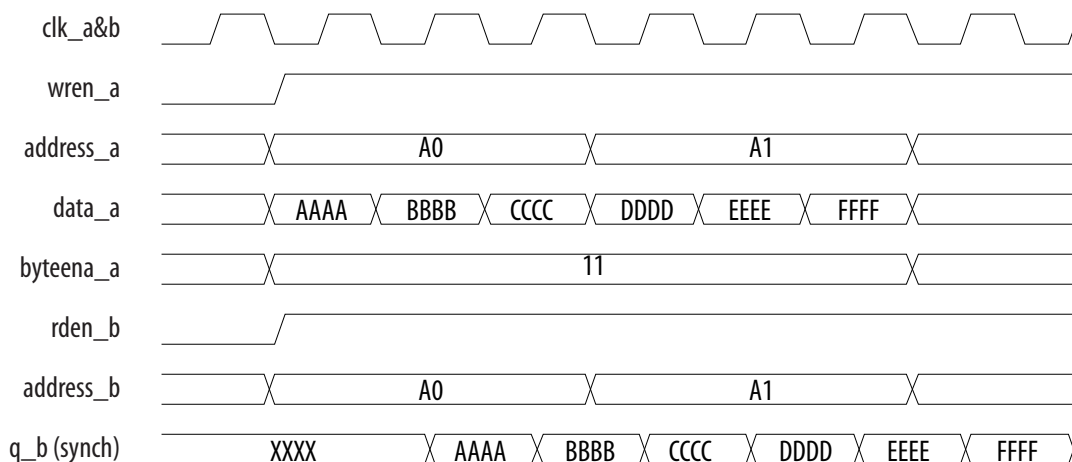 clk_a&b
wren_a
address_a A0 A1
data_a AAAA BBBB CCCC DDDD EEEE FFFF
byteena_a 11
rden_b
address_b A0 A1
q_b (synch) XXXX AAAA BBBB CCCC DDDD EEEE FFFF